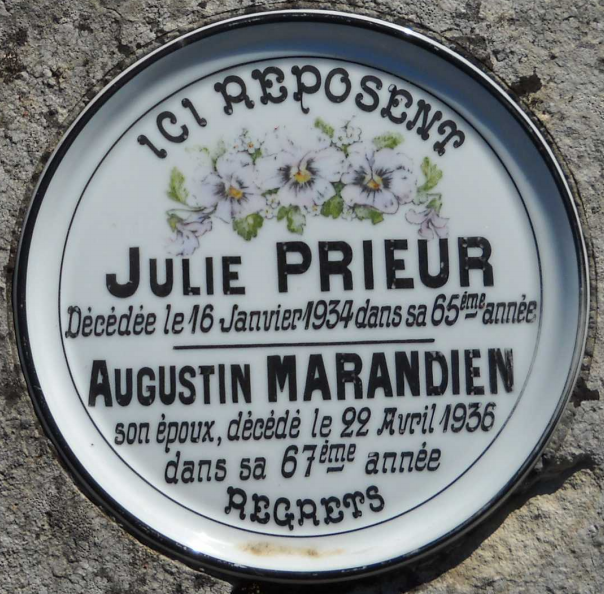 ICI REPOSENT
JULIE PRIEUR
Décédée le 16 Janvier 1934 dans sa 65ème année
AUGUSTIN MARANDIEN
son époux, décédé le 22 Avril 1936
dans sa 67ème année
REGRETS